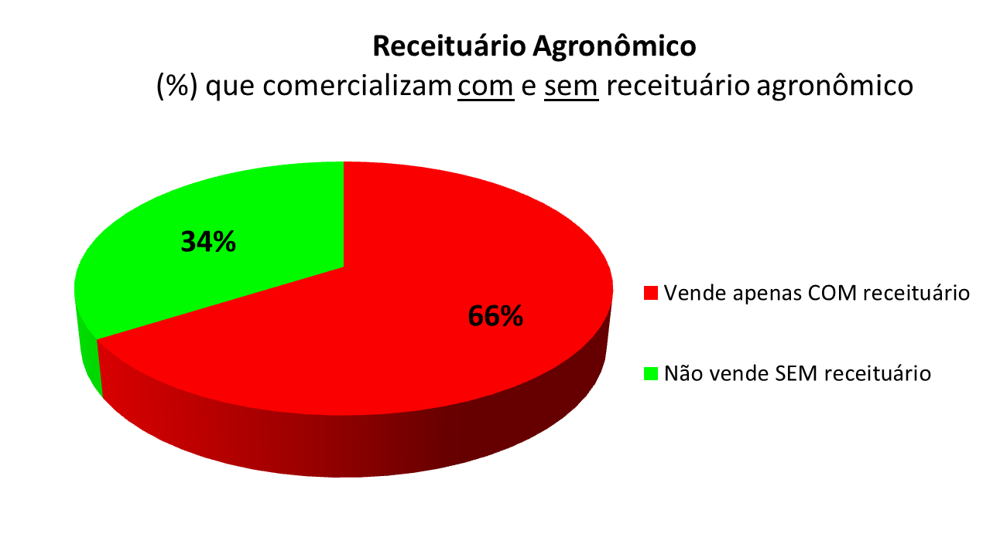 Receituário Agronômico
(%) que comercializam com e sem receituário agronômico
34%
66%
Vende apenas COM receituário
Não vende SEM receituário